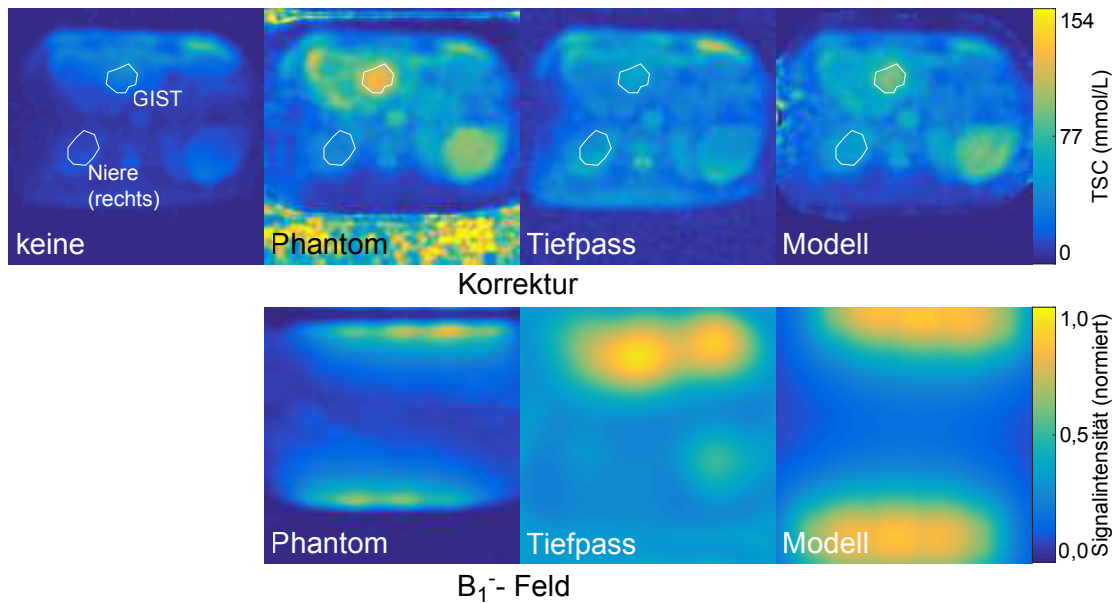 GIST
Niere
(rechts)
keine
Phantom
Tiefpass
Modell
154
77
0
TSC (mmol/L)
Korrektur
Phantom
Tiefpass
Modell
1,0
0,5
0,0
Signalintensität (normiert)
B₁⁻- Feld